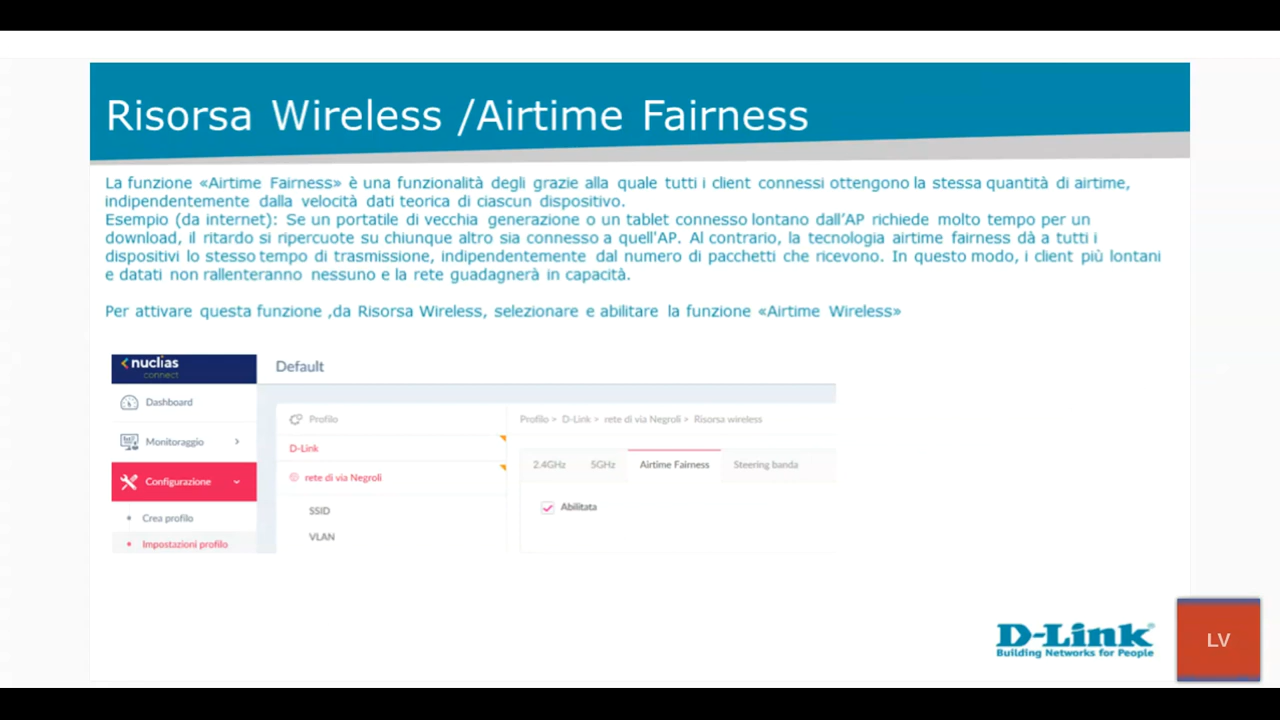 Risorsa Wireless /Airtime Fairness
La funzione «Airtime Fairness» è una funzionalità degli grazie alla quale tutti i client connessi ottengono la stessa quantità di airtime,
indipendentemente dalla velocità dati teorica di ciascun dispositivo.
Esempio (da internet): Se un portatile di vecchia generazione o un tablet connesso lontano dall'AP richiede molto tempo per un
download, il ritardo si ripercuote su chiunque altro sia connesso a quell'AP. Al contrario, la tecnologia airtime fairness dà a tutti i
dispositivi lo stesso tempo di trasmissione, indipendentemente dal numero di pacchetti che ricevono. In questo modo, i client più lontani
e datati non rallenteranno nessuno e la rete guadagnerà in capacità.
Per attivare questa funzione ,da Risorsa Wireless, selezionare e abilitare la funzione «Airtime Wireless»
nuclias
connect
Default
Dashboard
Profilo
Profilo > D-Link > rete di via Negroli > Risorsa wireless
Monitoraggio
D-Link
2.4GHz 5GHz Airtime Fairness Steering banda
Configurazione
rete di via Negroli
Abilitata
Crea profilo
SSID
Impostazioni profilo
VLAN
D-Link
Building Networks for People
LV